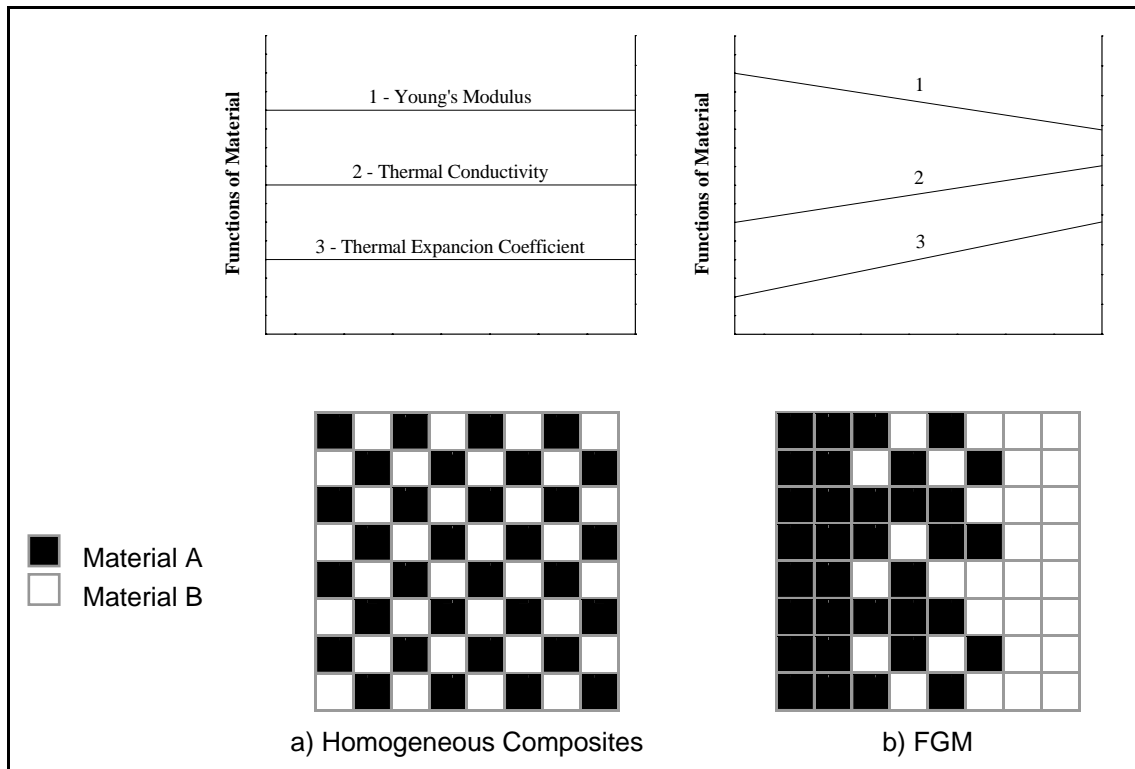 Functions of Material
1 - Young's Modulus
2 - Thermal Conductivity
3 - Thermal Expancion Coefficient
Functions of Material
1
2
3
Material A
Material B
a) Homogeneous Composites
b) FGM